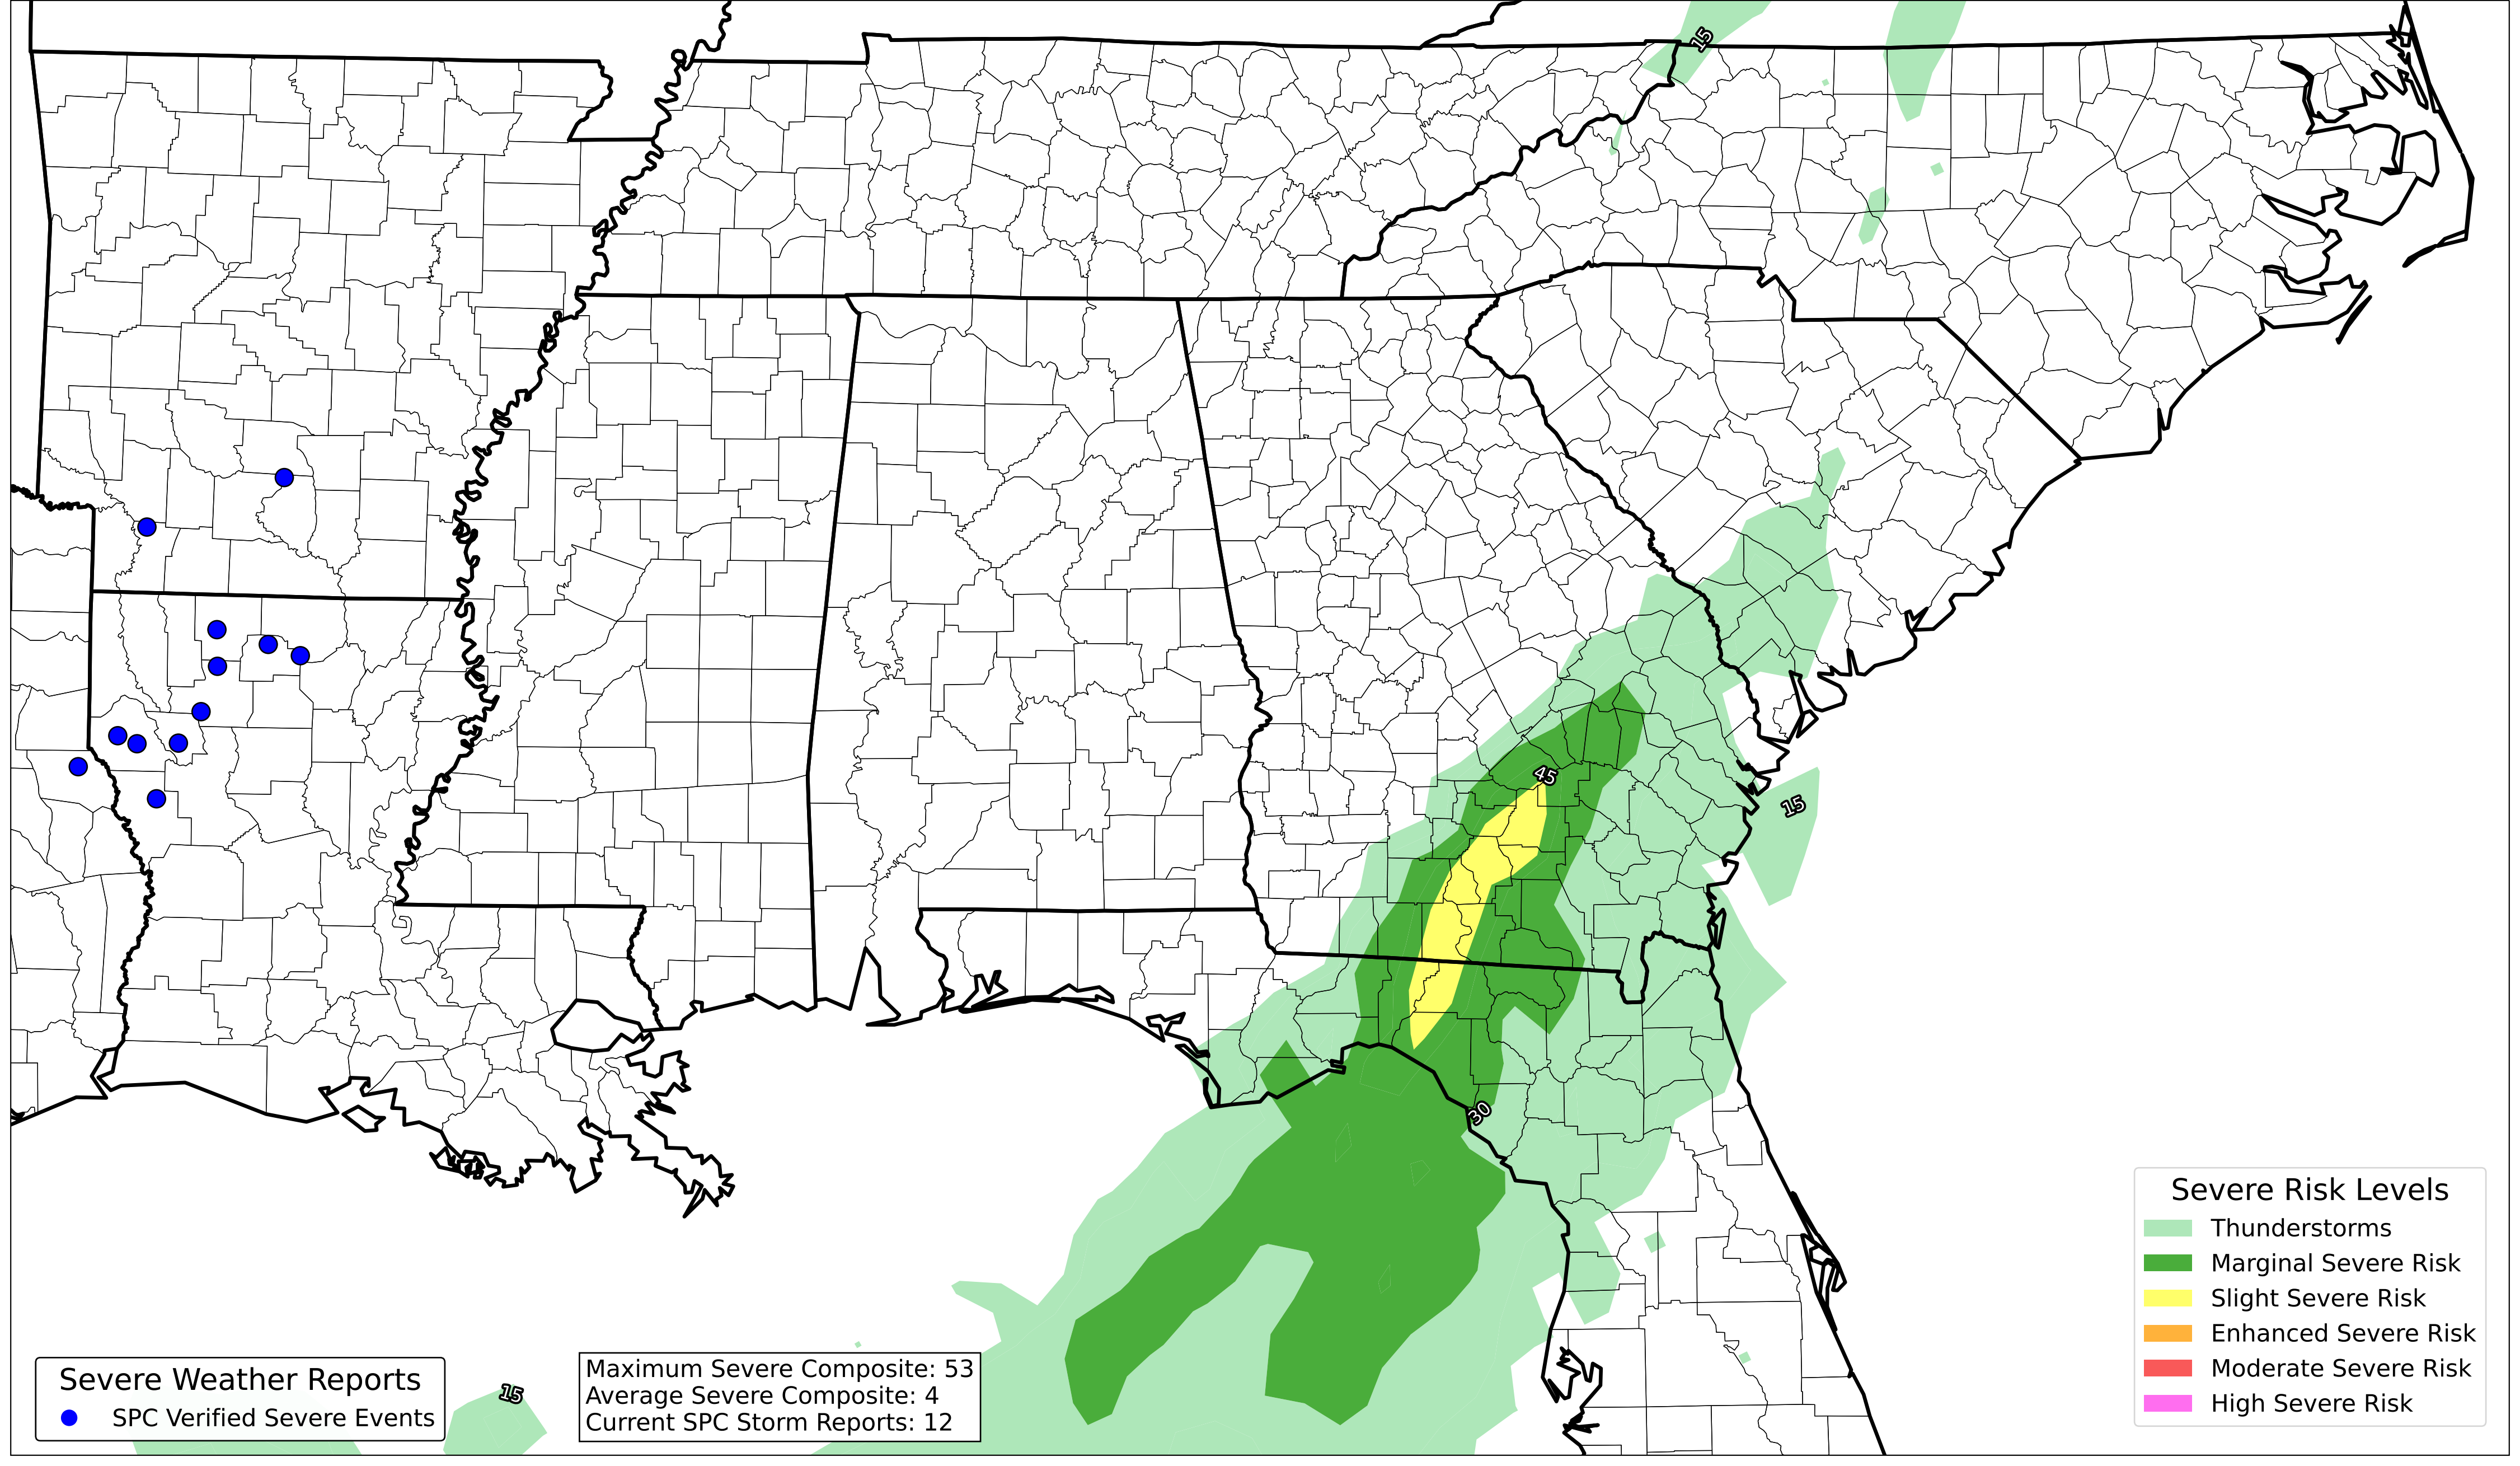 15
45
15
30
15
Severe Weather Reports
SPC Verified Severe Events
Maximum Severe Composite: 53
Average Severe Composite: 4
Current SPC Storm Reports: 12
Severe Risk Levels
Thunderstorms
Marginal Severe Risk
Slight Severe Risk
Enhanced Severe Risk
Moderate Severe Risk
High Severe Risk